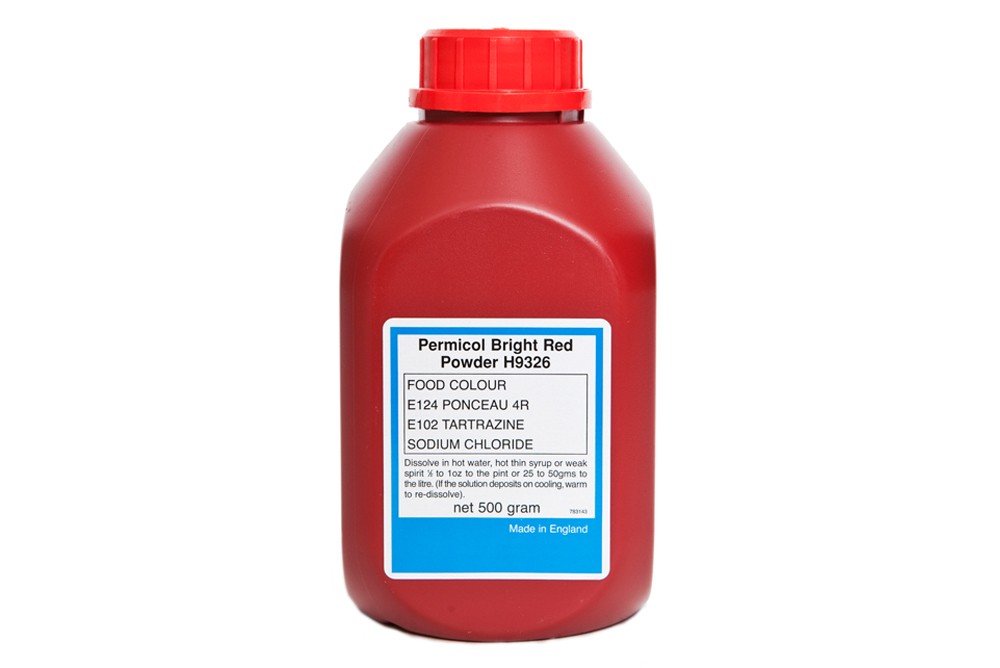 Permicol Bright Red
Powder H9326
FOOD COLOUR
E124 PONCEAU 4R
E102 TARTRAZINE
SODIUM CHLORIDE
Dissolve in hot water, hot thin syrup or weak
spirit ½ to 1oz to the pint or 25 to 50gms to
the litre. (If the solution deposits on cooling, warm
to re-dissolve).
net 500 gram
783143
Made in England